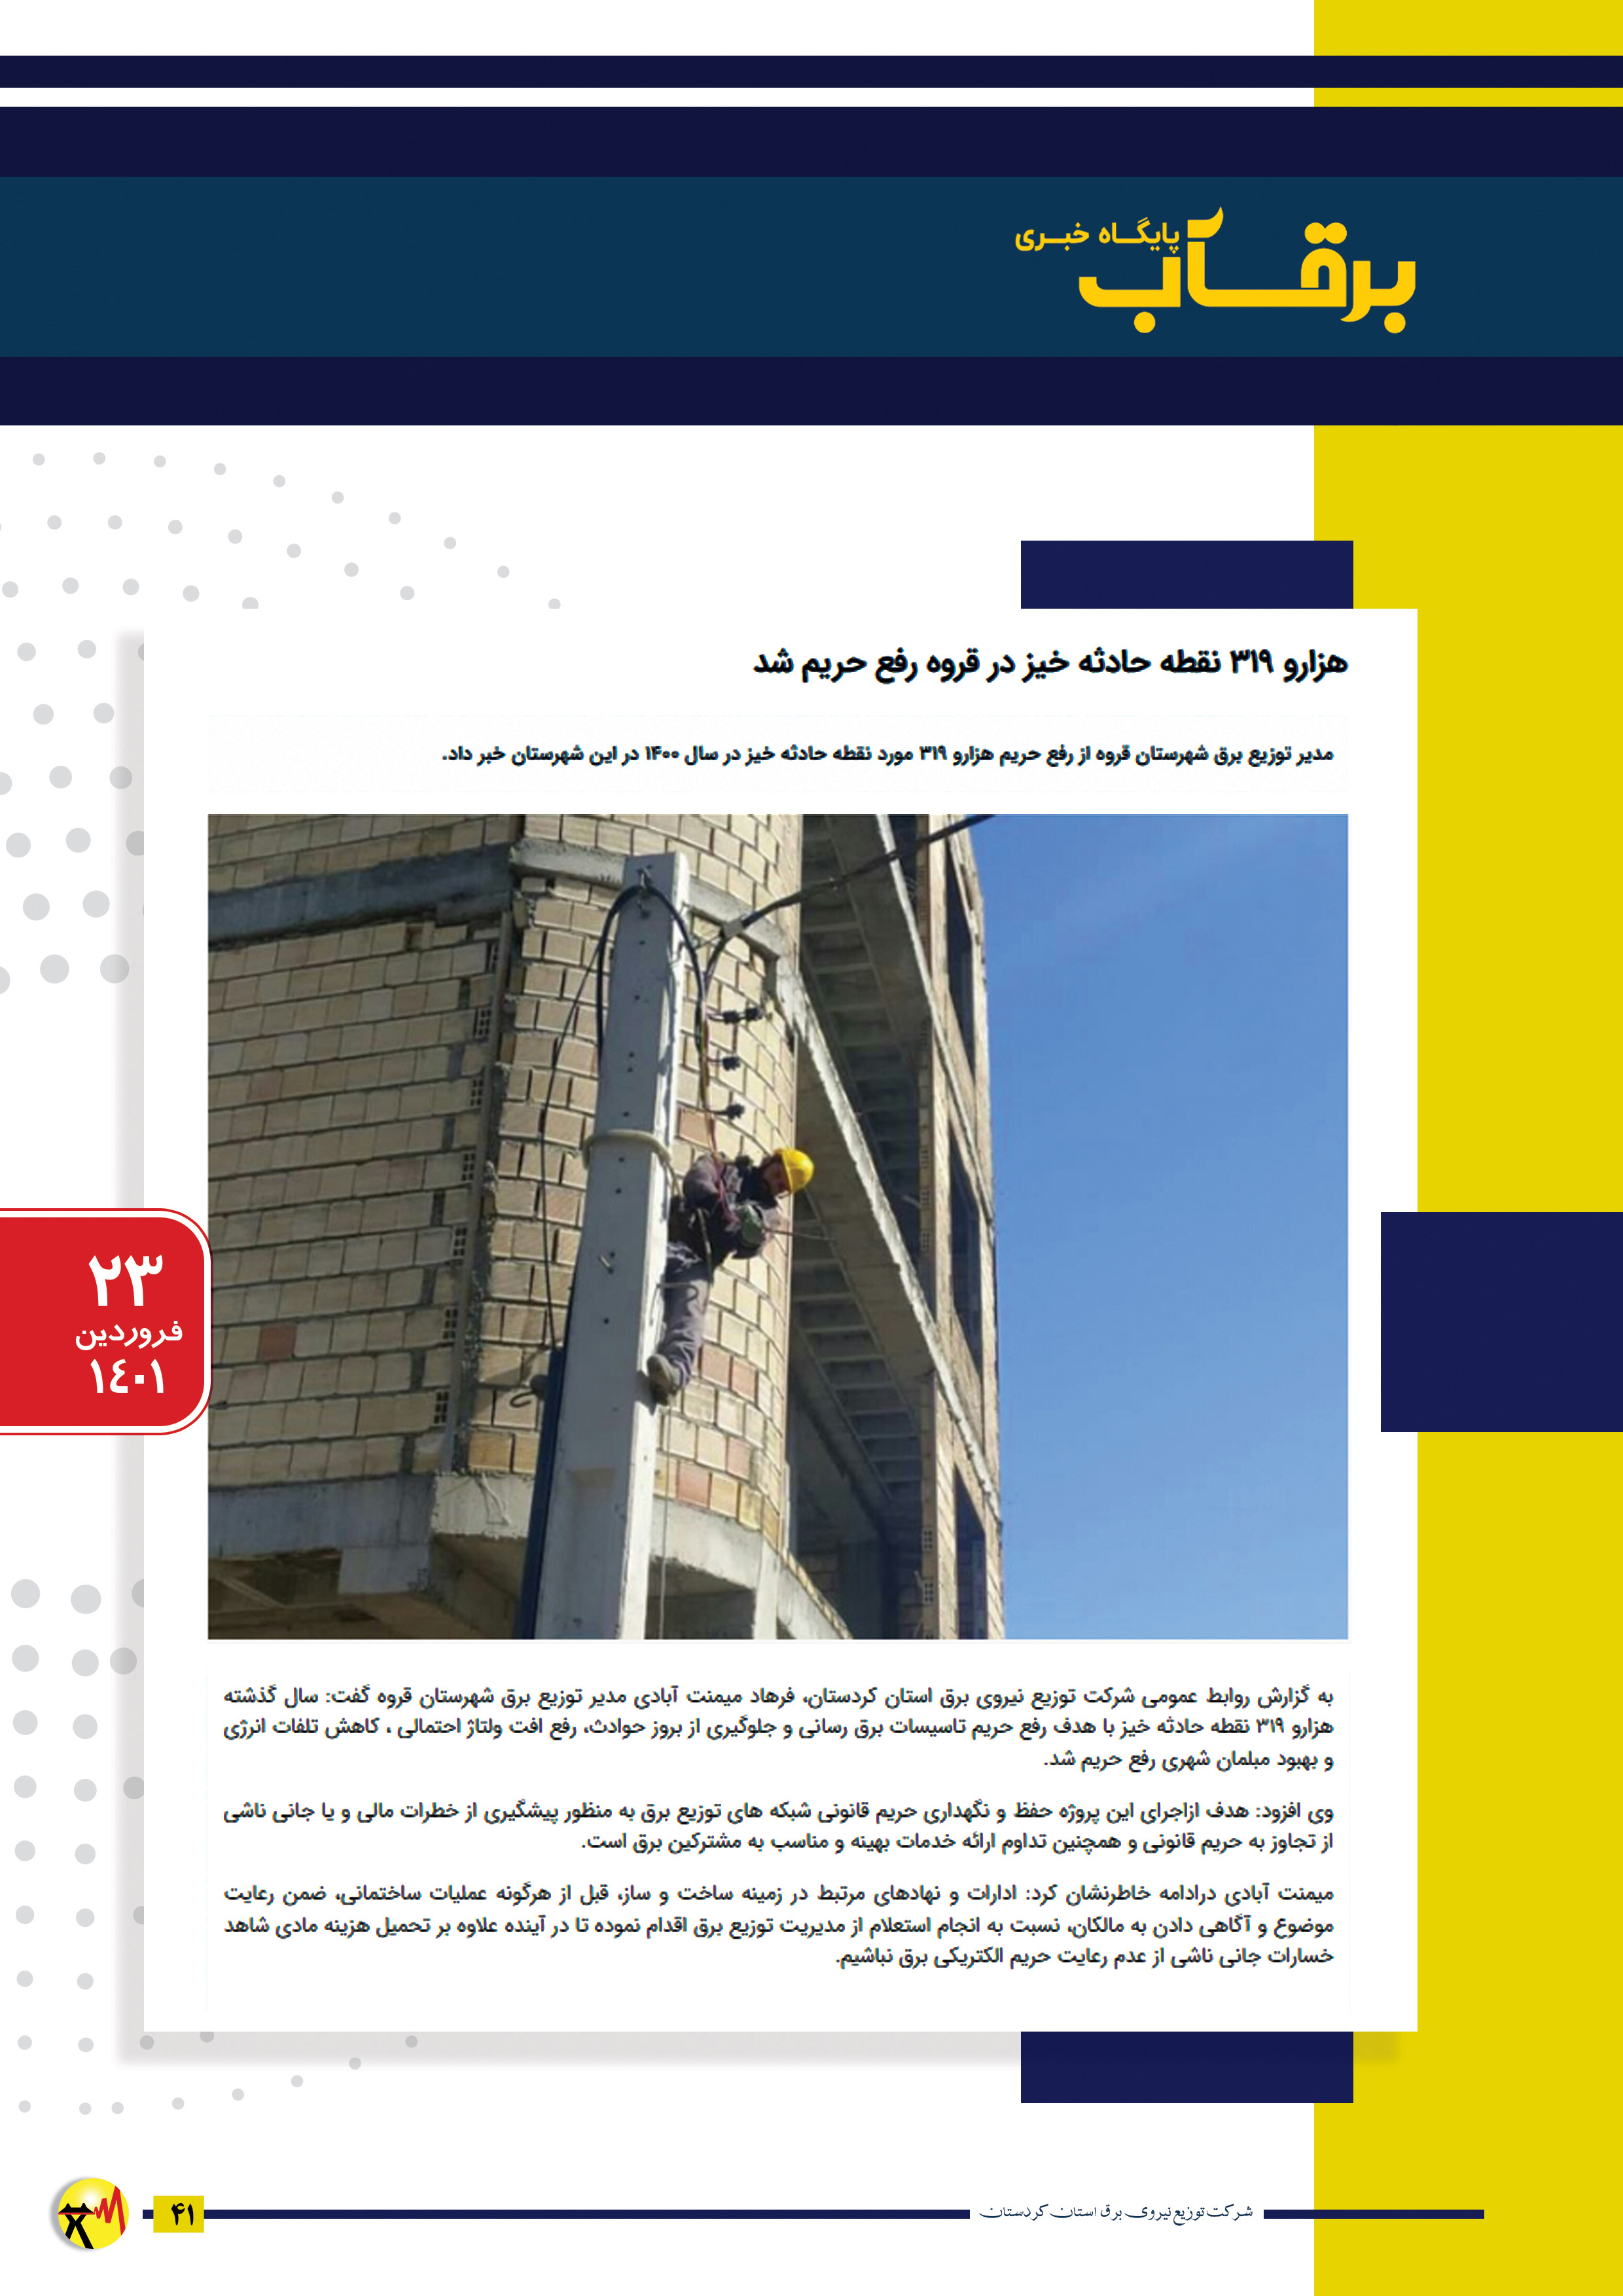 پایگاه خبری
برقآب
هزارو ۳۱۹ نقطه حادثه خیز در قروه رفع حریم شد
مدیر توزیع برق شهرستان قروه از رفع حریم هزارو ۳۱۹ مورد نقطه حادثه خیز در سال ۱۴۰۰ در این شهرستان خبر داد.
۲۳
فروردین
١٤٠١
به گزارش روابط عمومی شرکت توزیع نیروی برق استان کردستان، فرهاد میمنت آبادی مدیر توزیع برق شهرستان قروه گفت: سال گذشته
هزارو ۳۱۹ نقطه حادثه خیز با هدف رفع حریم تاسیسات برق رسانی و جلوگیری از بروز حوادث، رفع افت ولتاژ احتمالی ، کاهش تلفات انرژی
و بهبود مبلمان شهری رفع حریم شد.
وی افزود: هدف ازاجرای این پروژه حفظ و نگهداری حریم قانونی شبکه های توزیع برق به منظور پیشگیری از خطرات مالی و یا جانی ناشی
از تجاوز به حریم قانونی و همچنین تداوم ارائه خدمات بهینه و مناسب به مشترکین برق است.
میمنت آبادی درادامه خاطرنشان کرد: ادارات و نهادهای مرتبط در زمینه ساخت و ساز، قبل از هرگونه عملیات ساختمانی، ضمن رعایت
موضوع و آگاهی دادن به مالکان، نسبت به انجام استعلام از مدیریت توزیع برق اقدام نموده تا در آینده علاوه بر تحمیل هزینه مادی شاهد
خسارات جانی ناشی از عدم رعایت حریم الکتریکی برق نباشیم.
شرکت توزیع نیروی برق استان کردستان
۴۱